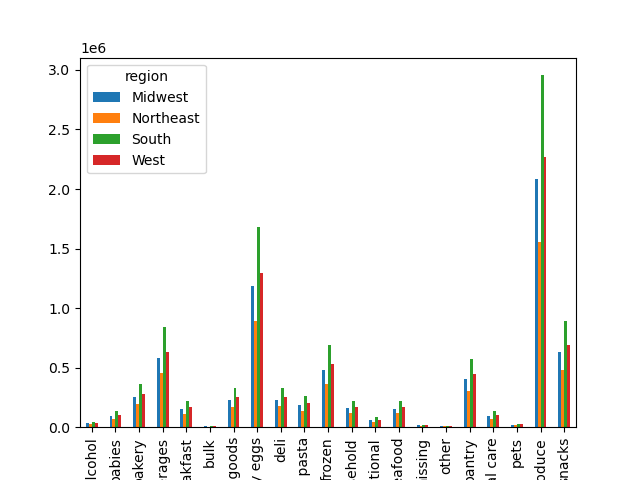 1e6
3.0
2.5
2.0
1.5
1.0
0.5
0.0
region
Midwest
Northeast
South
West
lcohol
babies
bakery
erages
akfast
bulk
goods
y eggs
deli
pasta
frozen
ehold
tional
eafood
issing
other
pantry
al care
pets
oduce
snacks